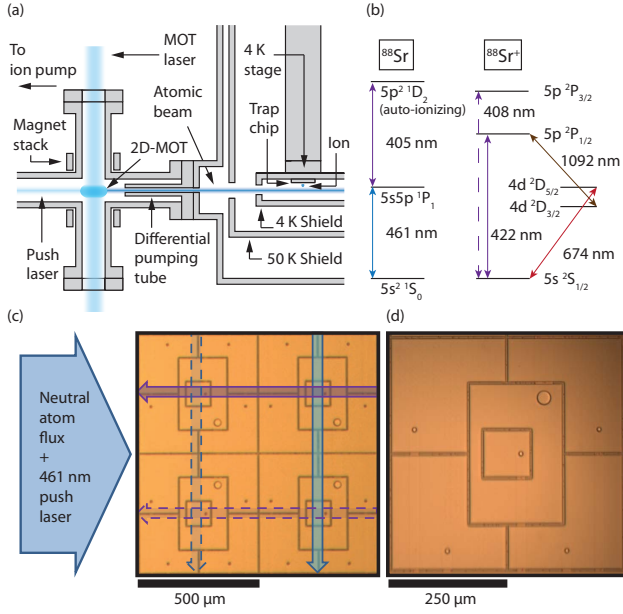 (a)
To
ion pump
MOT
laser
Atomic
beam
4 K
stage
Trap
chip
Ion
Magnet
stack
2D-MOT
Push
laser
Differential
pumping
tube
4 K Shield
50 K Shield
(b)
⁸⁸Sr
⁸⁸Sr⁺
5p² ¹D₂
(auto-ionizing)
405 nm
5s5p ¹P₁
461 nm
5s² ¹S₀
5p ²P₃/₂
408 nm
5p ²P₁/₂
1092 nm
4d ²D₅/₂
4d ²D₃/₂
422 nm
674 nm
5s ²S₁/₂
(c)
Neutral
atom
flux
+
461 nm
push
laser
500 μm
(d)
250 μm